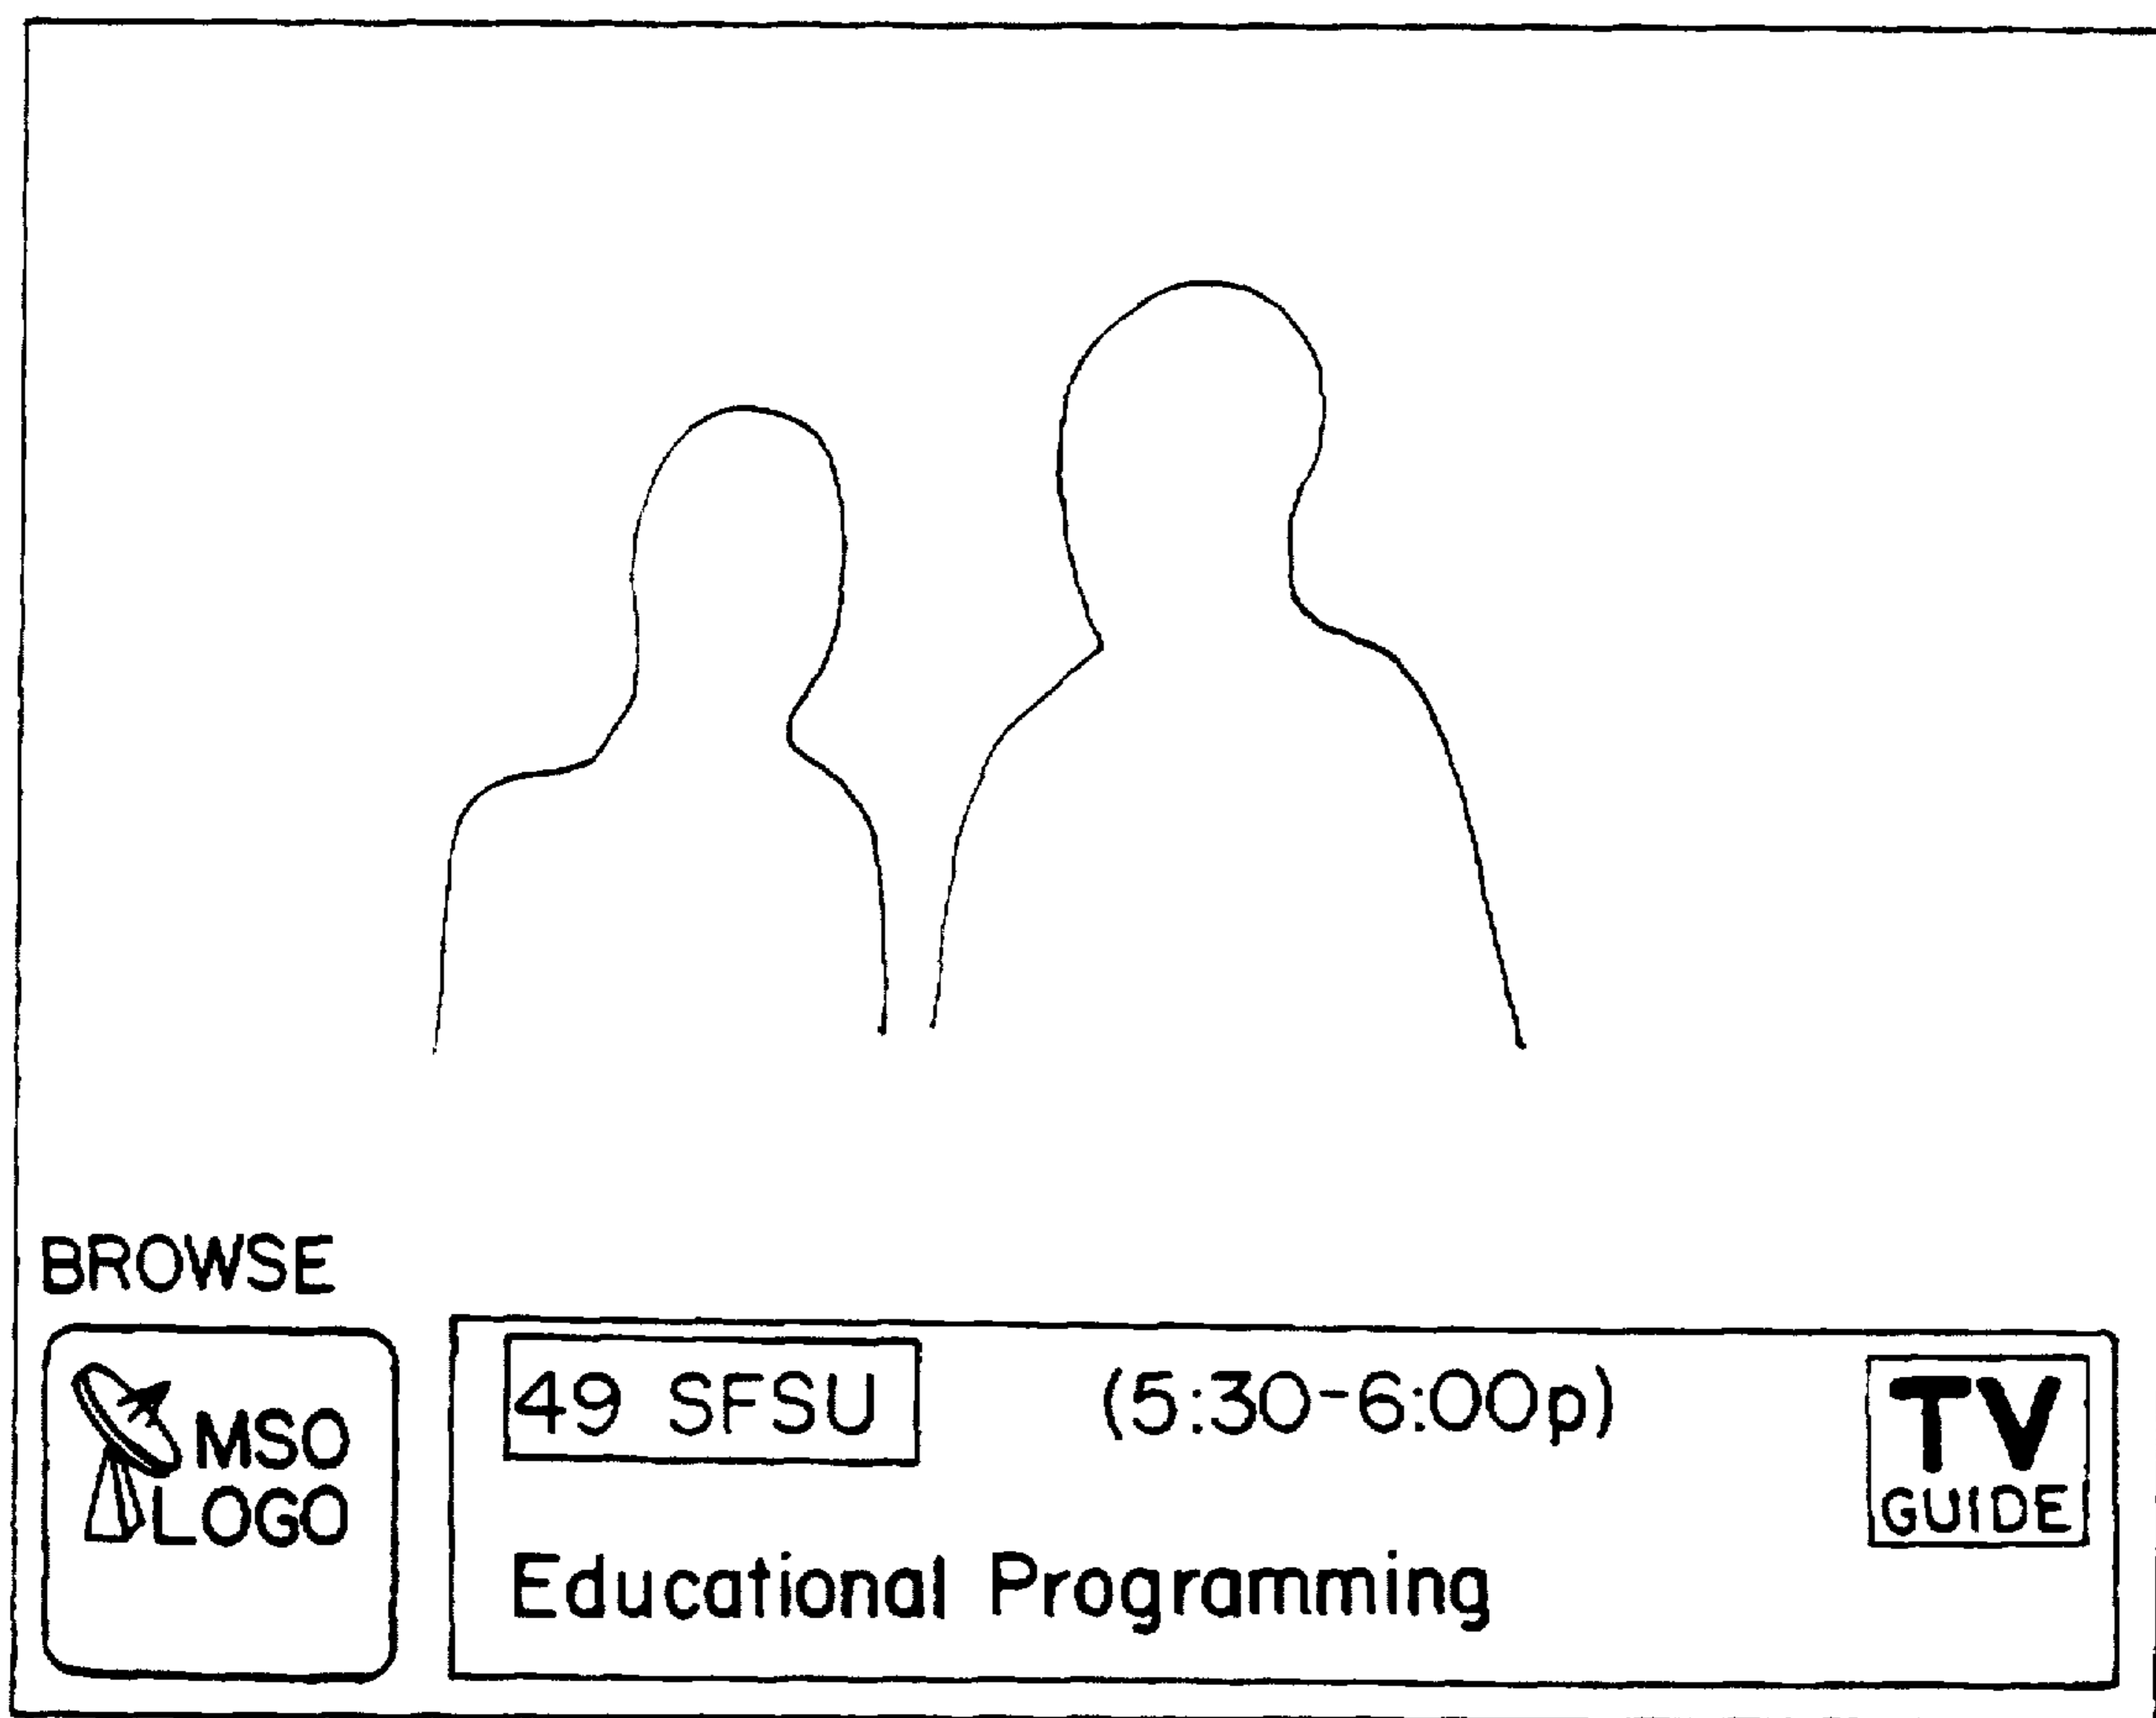 BROWSE
MSO
LOGO
49 SFSU (5:30-6:00p)
Educational Programming
TV
GUIDE